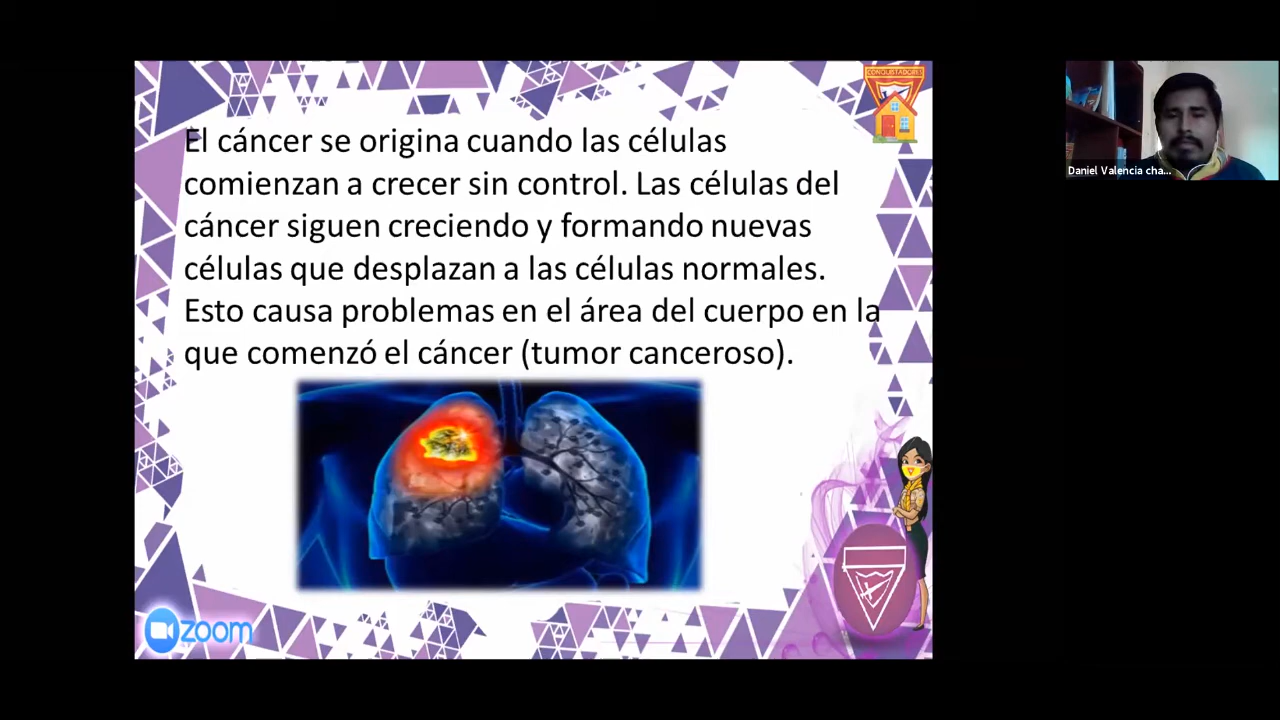 CONQUISTADORES
El cáncer se origina cuando las células
comienzan a crecer sin control. Las células del
cáncer siguen creciendo y formando nuevas
células que desplazan a las células normales.
Esto causa problemas en el área del cuerpo en la
que comenzó el cáncer (tumor canceroso).
zoom
Daniel Valencia cha...